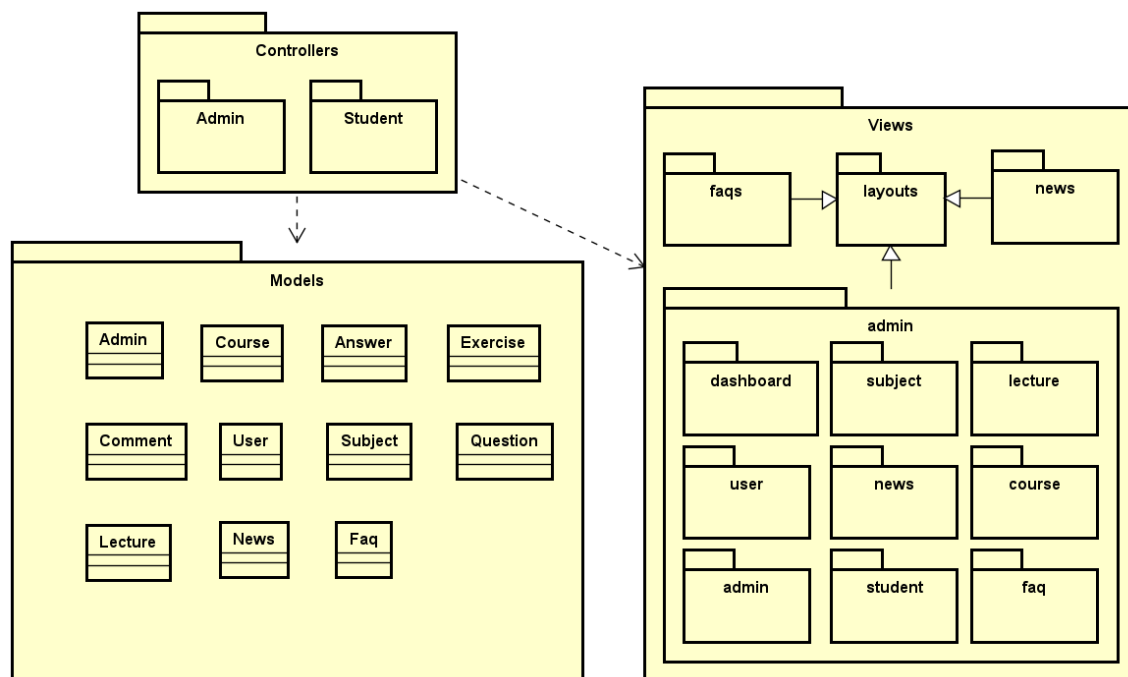 Controllers
Admin
Student
Models
Admin
Course
Answer
Exercise
Comment
User
Subject
Question
Lecture
News
Faq
Views
faqs
layouts
news
admin
dashboard
subject
lecture
user
news
course
admin
student
faq